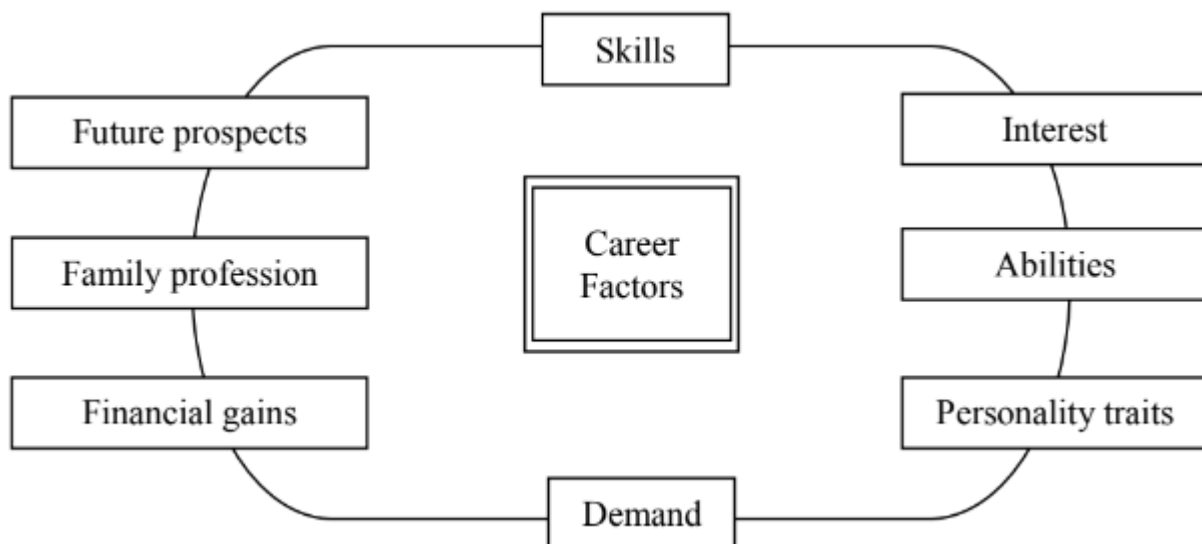 Skills
Future prospects
Interest
Career
Factors
Family profession
Abilities
Financial gains
Personality traits
Demand